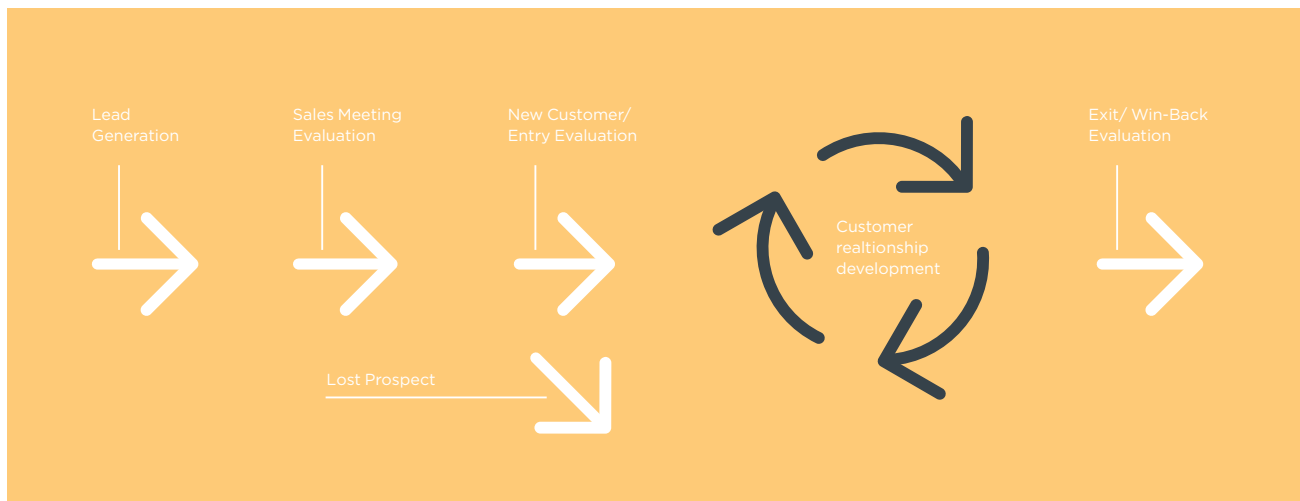 Lead
Generation
Sales Meeting
Evaluation
New Customer/
Entry Evaluation
Customer
realtionship
development
Exit/ Win-Back
Evaluation
Lost Prospect